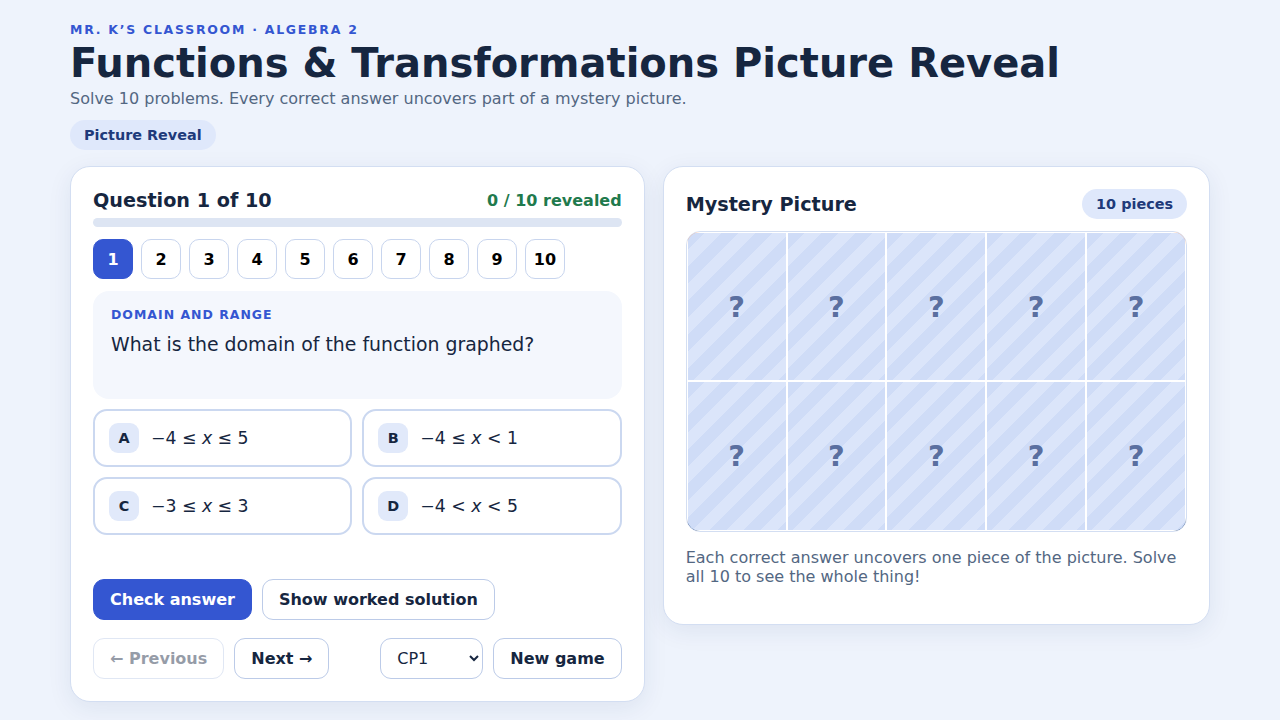 MR. K’S CLASSROOM · ALGEBRA 2
Functions & Transformations Picture Reveal
Solve 10 problems. Every correct answer uncovers part of a mystery picture.
Picture Reveal
Question 1 of 10
0 / 10 revealed
1 2 3 4 5 6 7 8 9 10
DOMAIN AND RANGE
What is the domain of the function graphed?
A −4 ≤ x ≤ 5
B −4 ≤ x < 1
C −3 ≤ x ≤ 3
D −4 < x < 5
Check answer
Show worked solution
← Previous
Next →
CP1
New game
Mystery Picture
10 pieces
? ? ? ? ?
? ? ? ? ?
Each correct answer uncovers one piece of the picture. Solve
all 10 to see the whole thing!